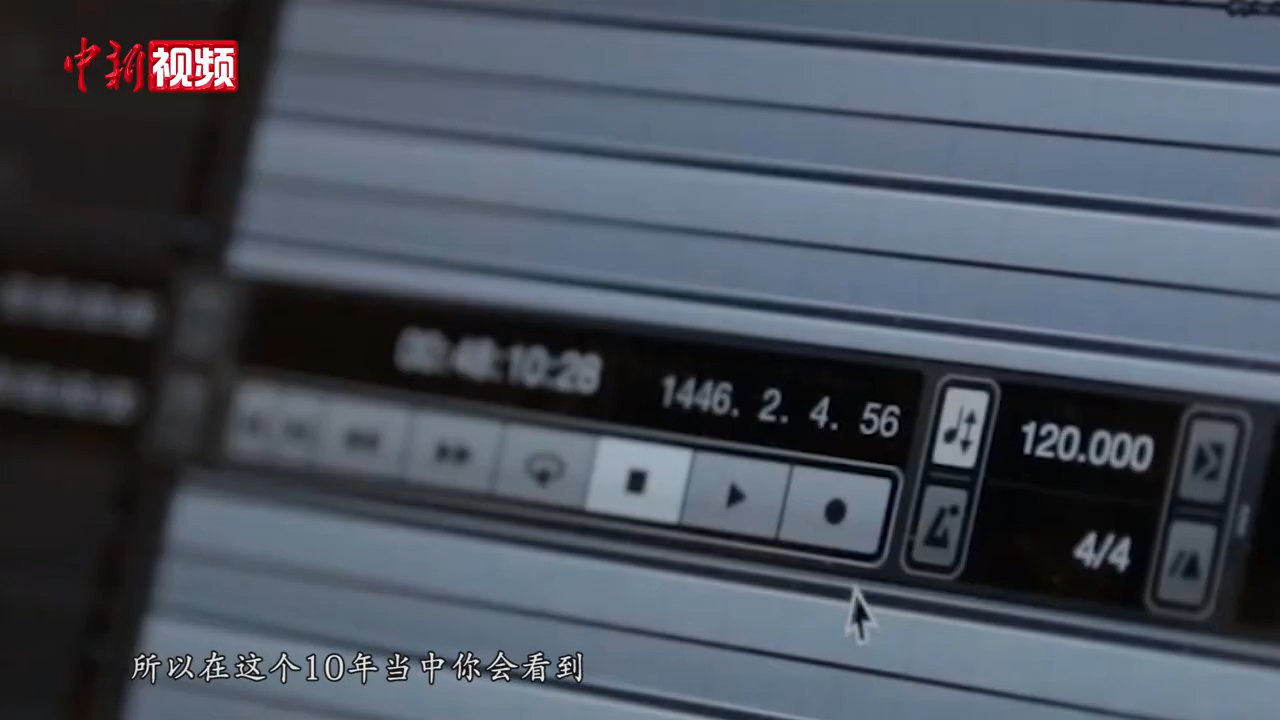 中新视频
00:48:10:28
1446. 2. 4. 56
120.000
4/4
所以在这个10年当中你会看到